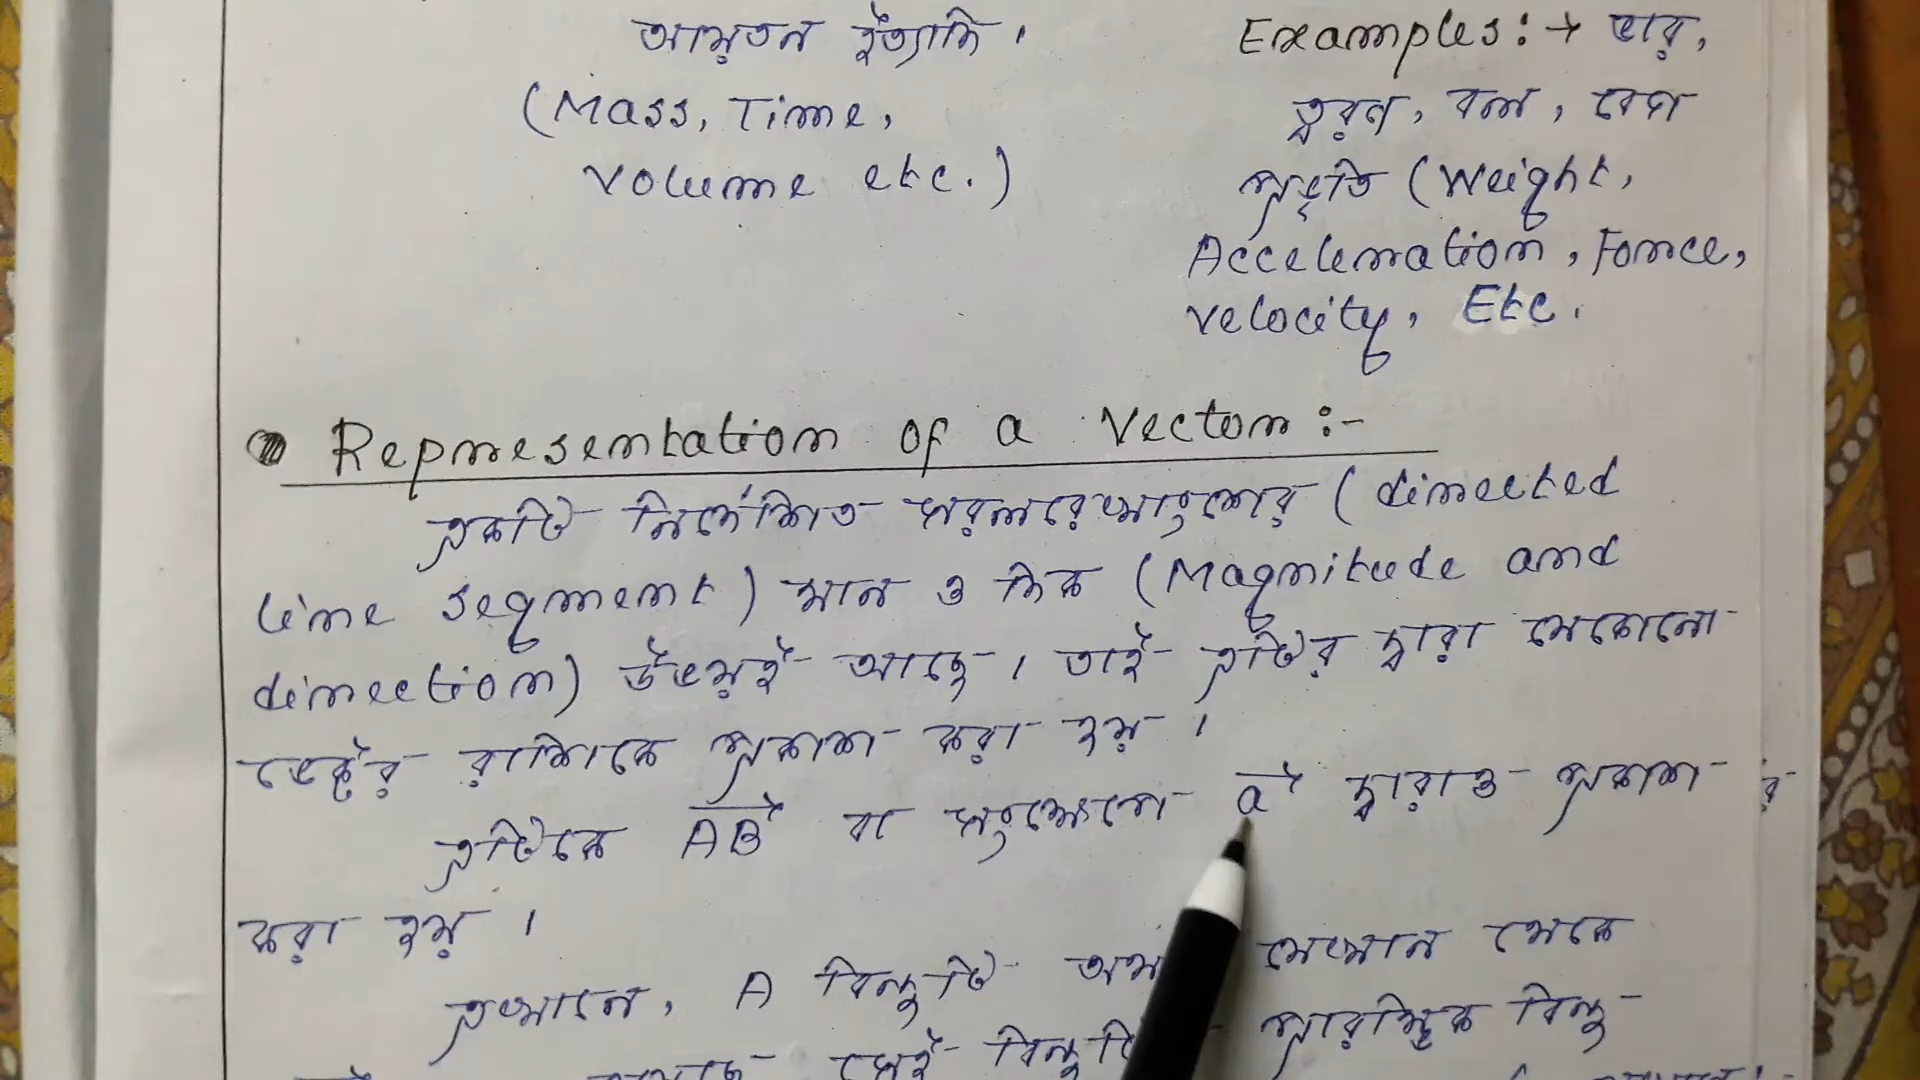 আয়তন ইত্যাদি।
(Mass, Time,
Volume etc.)
Examples:→ ভার,
ত্বরণ, বল, বেগ
প্রভৃতি (Weight,
Acceleration, Force,
Velocity, Etc.
Representation of a Vector:-
একটি নির্দেশিত সরলরেখাংশের (directed
line segment) মান ও দিক (Magnitude and
direction) উভয়ই আছে। তাই এটির দ্বারা যেকোনো
ভেক্টর রাশিকে প্রকাশ করা হয়।
এটিকে AB→ বা সংক্ষেপে a→ দ্বারাও প্রকাশ
করা হয়।
এখানে, A বিন্দুটি যেখান থেকে
সেই প্রারম্ভিক বিন্দু